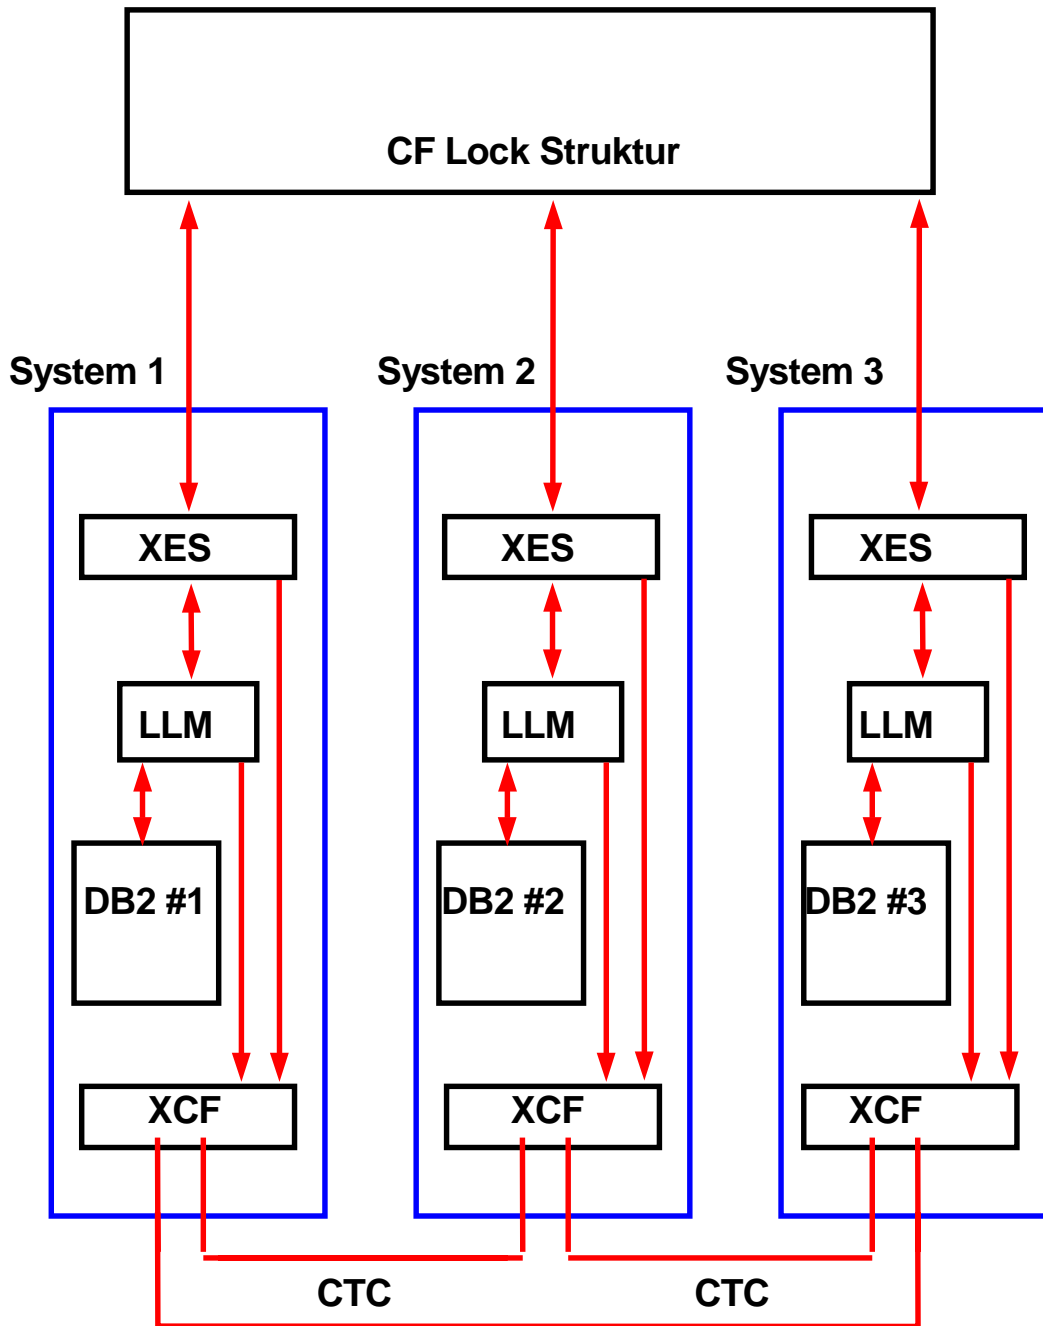 CF Lock Struktur
System 1
System 2
System 3
XES
XES
XES
LLM
LLM
LLM
DB2 #1
DB2 #2
DB2 #3
XCF
XCF
XCF
CTC
CTC